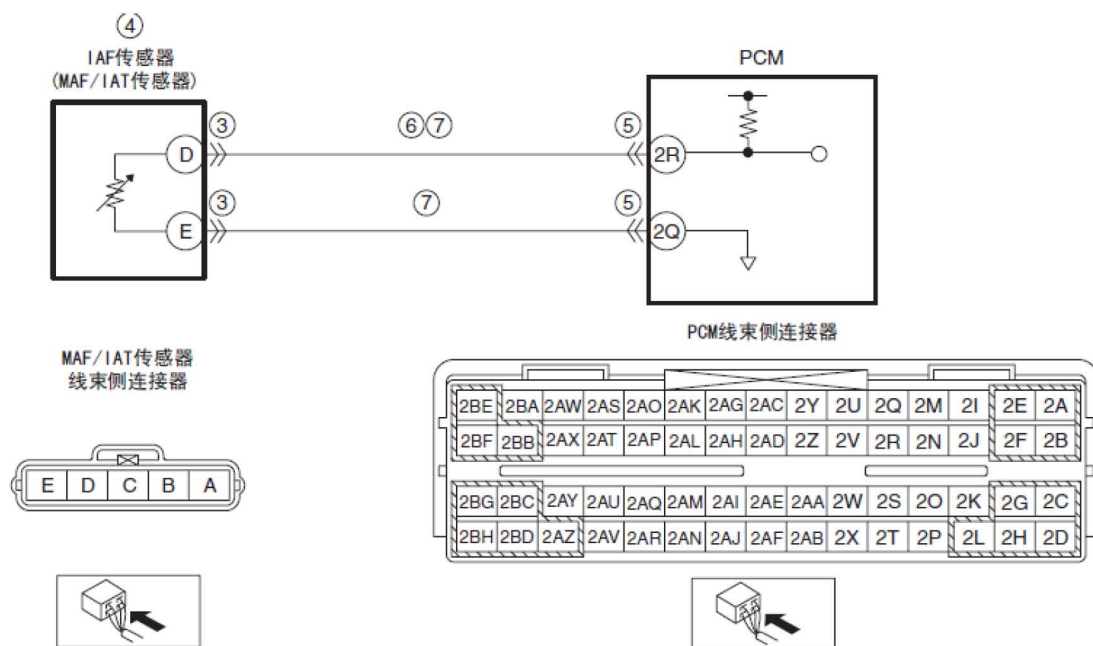 ④
IAF传感器
(MAF/IAT传感器)
PCM
③ ⑥⑦ ⑤
D 2R
③ ⑦ ⑤
E 2Q
PCM线束侧连接器
MAF/IAT传感器
线束侧连接器
2BE 2BA 2AW 2AS 2AO 2AK 2AG 2AC 2Y 2U 2Q 2M 2I 2E 2A
2BF 2BB 2AX 2AT 2AP 2AL 2AH 2AD 2Z 2V 2R 2N 2J 2F 2B
E D C B A
2BG 2BC 2AY 2AU 2AQ 2AM 2AI 2AE 2AA 2W 2S 2O 2K 2G 2C
2BH 2BD 2AZ 2AV 2AR 2AN 2AJ 2AF 2AB 2X 2T 2P 2L 2H 2D